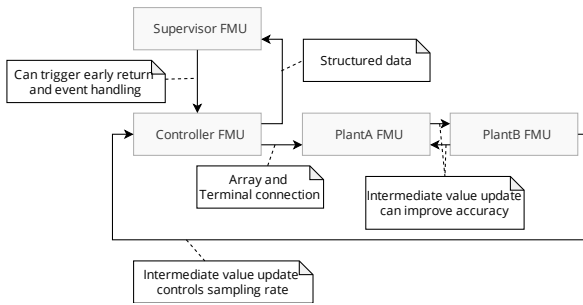 Supervisor FMU
Can trigger early return
and event handling
Structured data
Controller FMU
PlantA FMU
PlantB FMU
Array and
Terminal connection
Intermediate value update
can improve accuracy
Intermediate value update
controls sampling rate